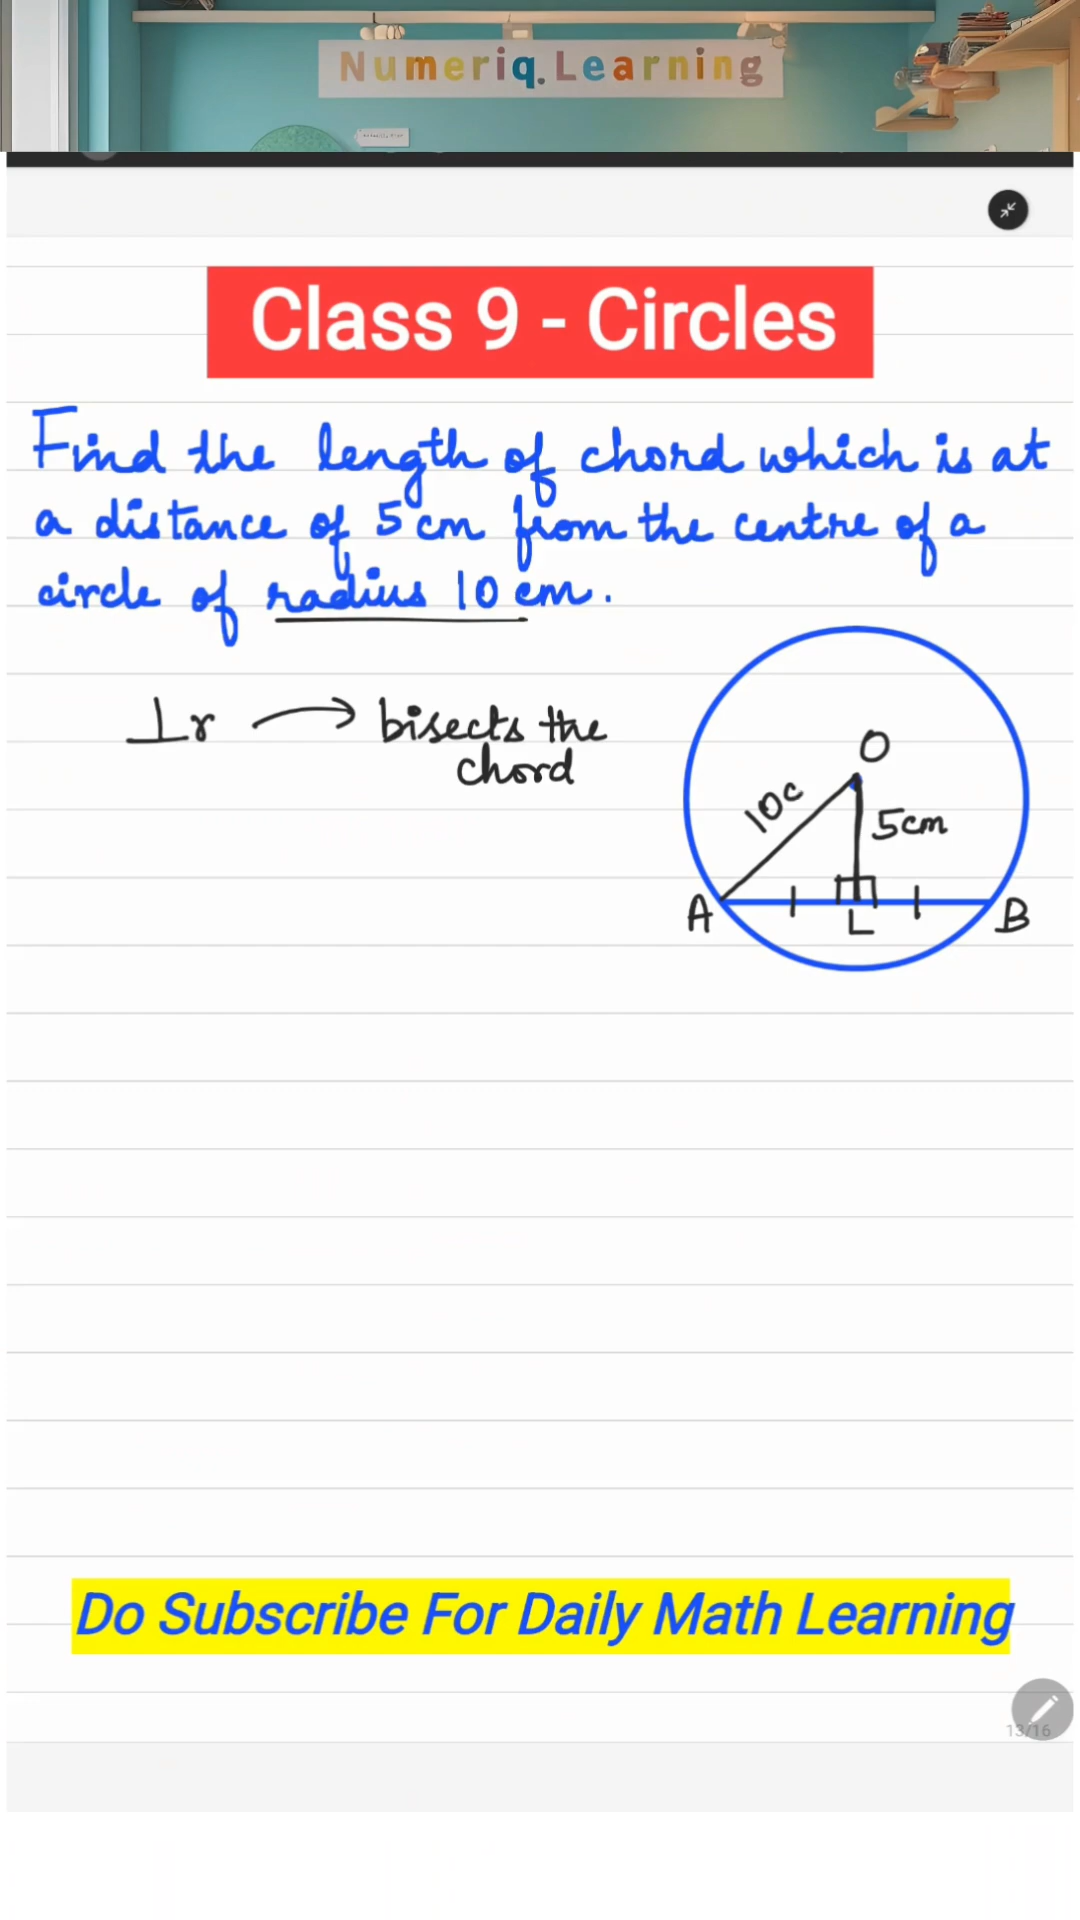 Numeriq.Learning
Class 9 - Circles
Find the length of chord which is at
a distance of 5 cm from the centre of a
circle of radius 10 cm.
⊥r → bisects the
chord
O
10c
5cm
A
L
B
Do Subscribe For Daily Math Learning
13/16